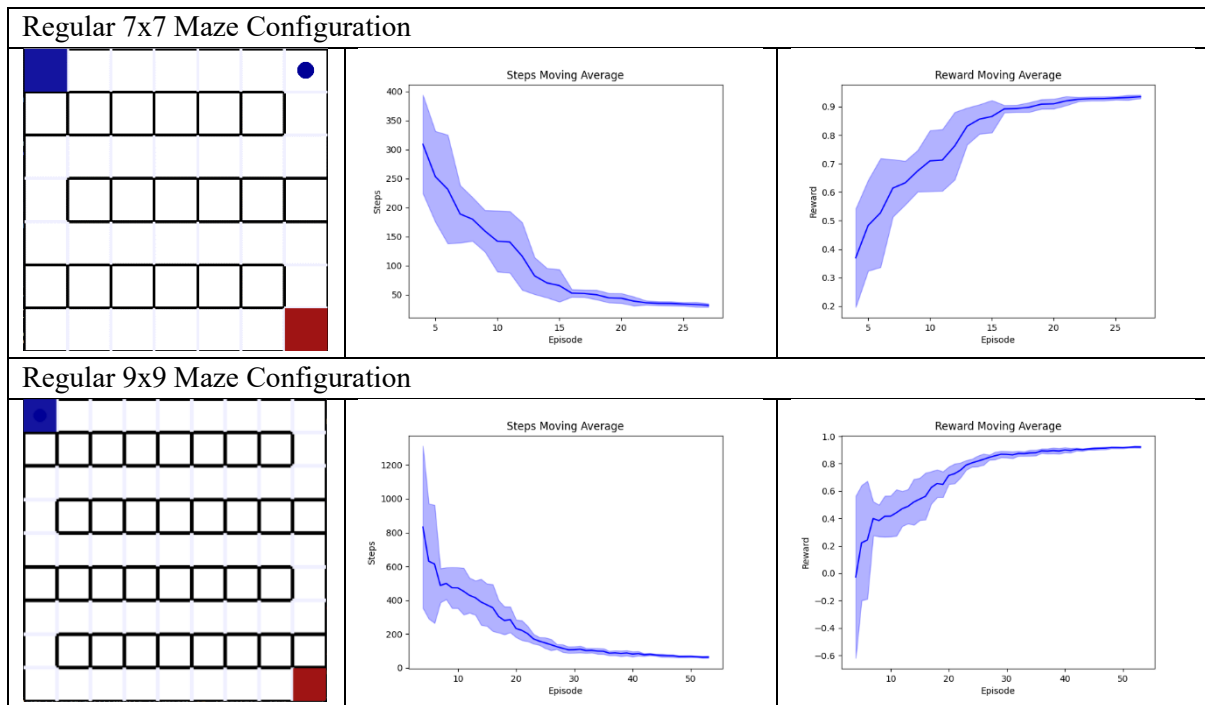 Regular 7x7 Maze Configuration
Steps Moving Average
400
350
300
250
200
150
100
50
Steps
5 10 15 20 25
Episode
Reward Moving Average
0.9
0.8
0.7
0.6
0.5
0.4
0.3
0.2
Reward
5 10 15 20 25
Episode
Regular 9x9 Maze Configuration
Steps Moving Average
1200
1000
800
600
400
200
0
Steps
10 20 30 40 50
Episode
Reward Moving Average
1.0
0.8
0.6
0.4
0.2
0.0
−0.2
−0.4
−0.6
Reward
10 20 30 40 50
Episode